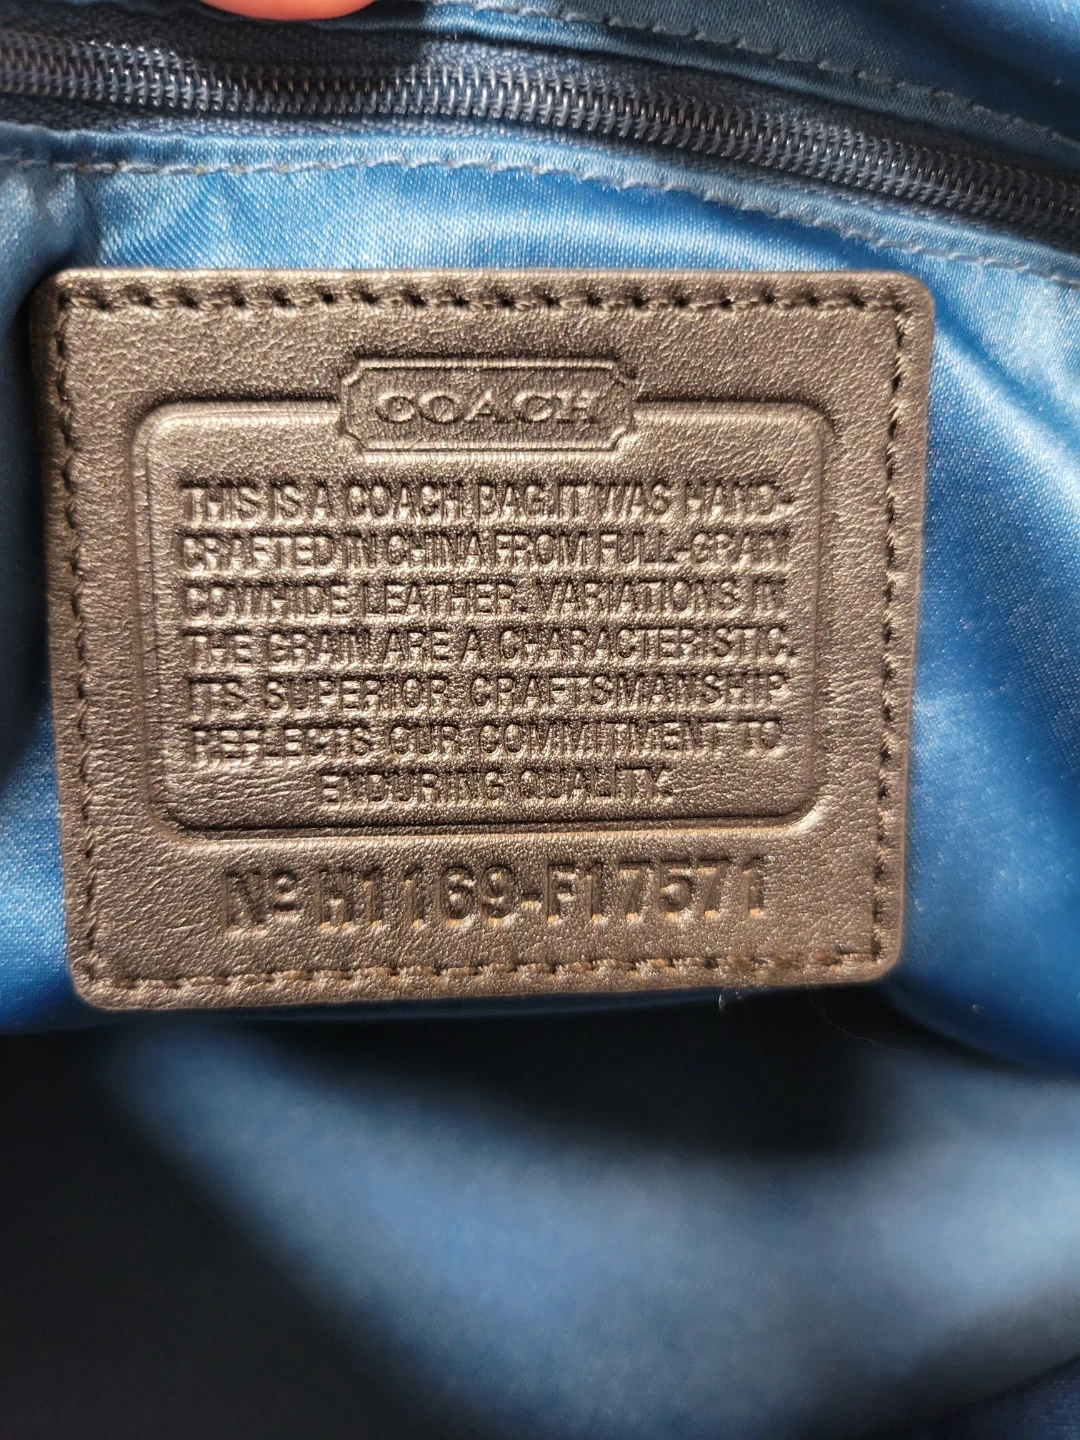 COACH
THIS IS A COACH BAG. IT WAS HAND-
CRAFTED IN CHINA FROM FULL-GRAIN
COWHIDE LEATHER. VARIATIONS IN
THE GRAIN ARE A CHARACTERISTIC.
ITS SUPERIOR CRAFTSMANSHIP
REFLECTS OUR COMMITMENT TO
ENDURING QUALITY.
Nº H1169-F17571